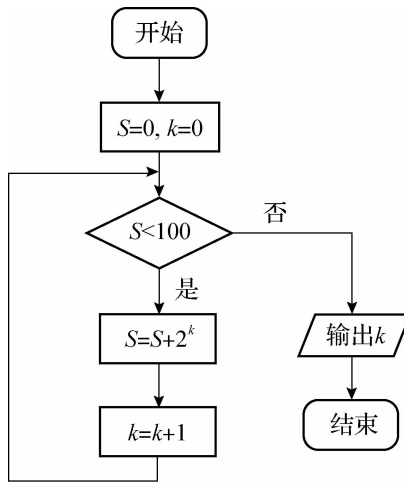 开始
S=0, k=0
S<100
否
是
S=S+2^k
输出k
k=k+1
结束